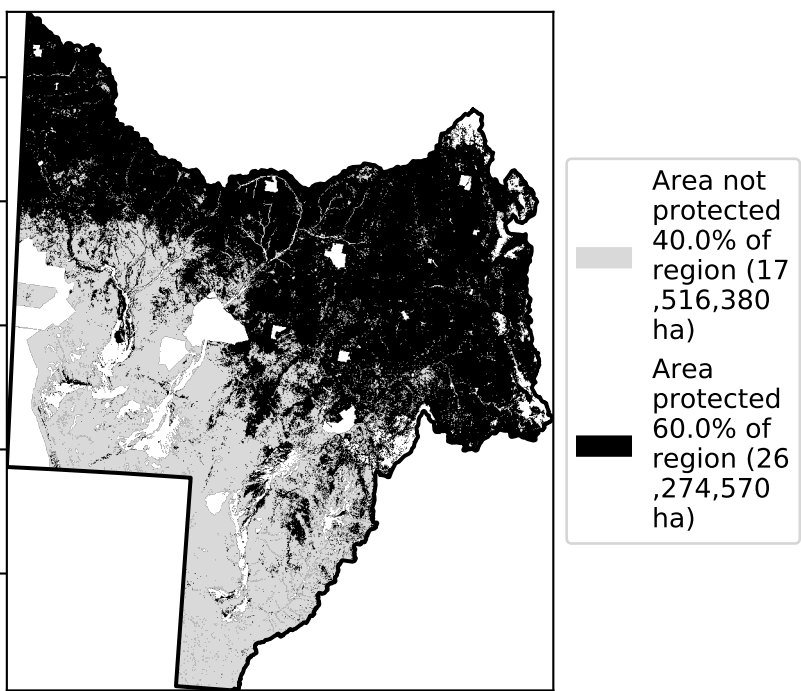 Area not
protected
40.0% of
region (17
,516,380
ha)
Area
protected
60.0% of
region (26
,274,570
ha)